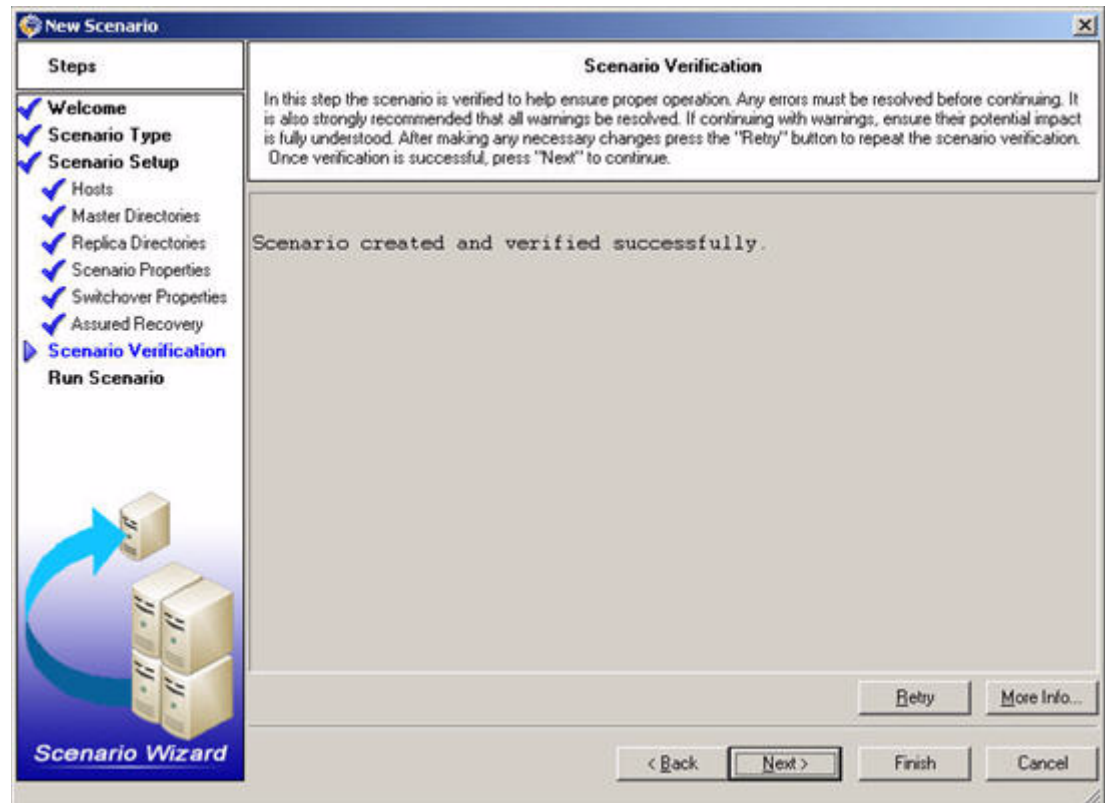 New Scenario
Steps
Welcome
Scenario Type
Scenario Setup
Hosts
Master Directories
Replica Directories
Scenario Properties
Switchover Properties
Assured Recovery
Scenario Verification
Run Scenario
Scenario Wizard
Scenario Verification
In this step the scenario is verified to help ensure proper operation. Any errors must be resolved before continuing. It
is also strongly recommended that all warnings be resolved. If continuing with warnings, ensure their potential impact
is fully understood. After making any necessary changes press the "Retry" button to repeat the scenario verification.
Once verification is successful, press "Next" to continue.
Scenario created and verified successfully.
Retry
More Info...
< Back
Next >
Finish
Cancel